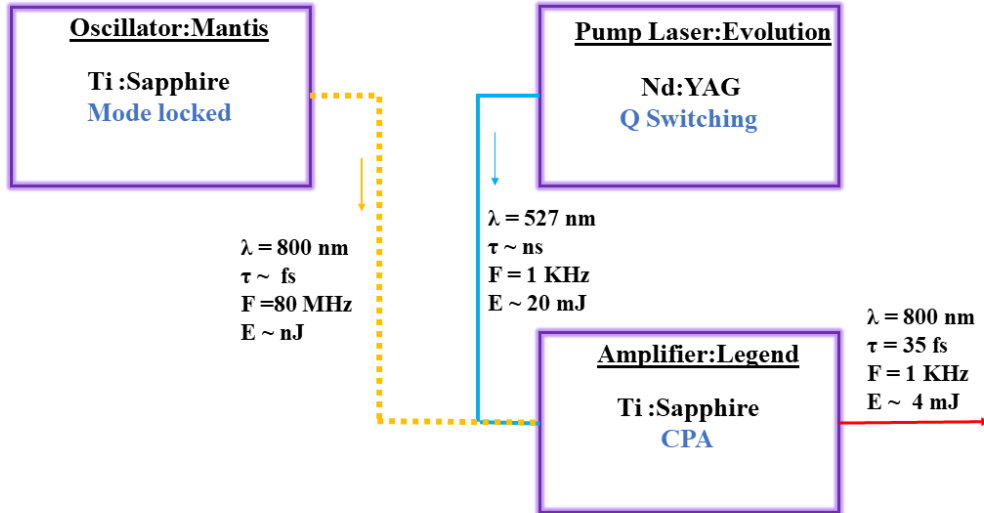 Oscillator:Mantis
Ti :Sapphire
Mode locked
Pump Laser:Evolution
Nd:YAG
Q Switching
λ = 800 nm
τ ~  fs
F =80 MHz
E ~ nJ
λ = 527 nm
τ ~ ns
F = 1 KHz
E ~ 20 mJ
Amplifier:Legend
Ti :Sapphire
CPA
λ = 800 nm
τ = 35 fs
F = 1 KHz
E ~  4 mJ